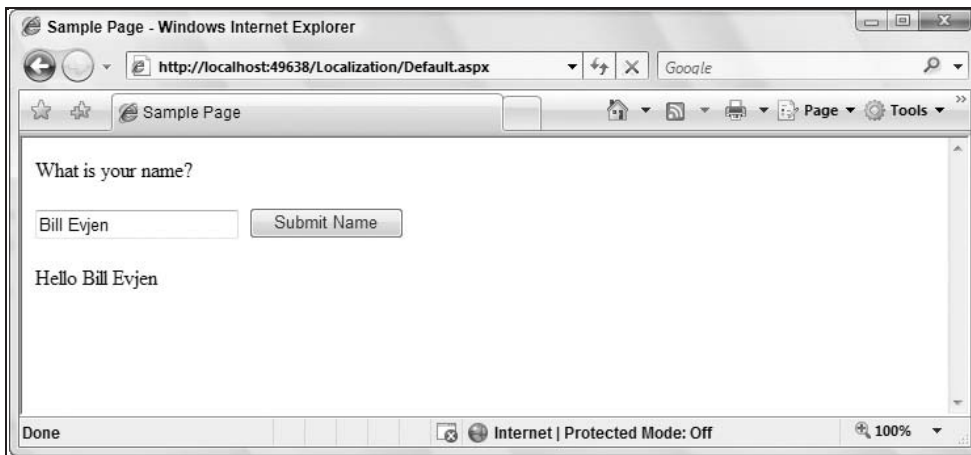 Sample Page - Windows Internet Explorer
http://localhost:49638/Localization/Default.aspx
Google
Sample Page
Page
Tools
What is your name?
Bill Evjen
Submit Name
Hello Bill Evjen
Done
Internet | Protected Mode: Off
100%